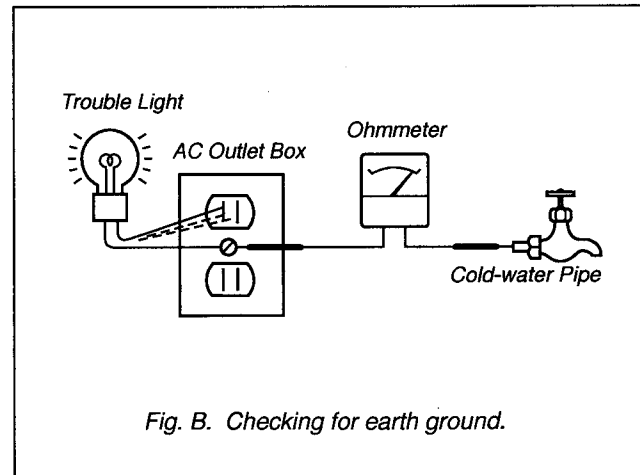 Trouble Light
AC Outlet Box
Ohmmeter
Cold-water Pipe
Fig. B. Checking for earth ground.